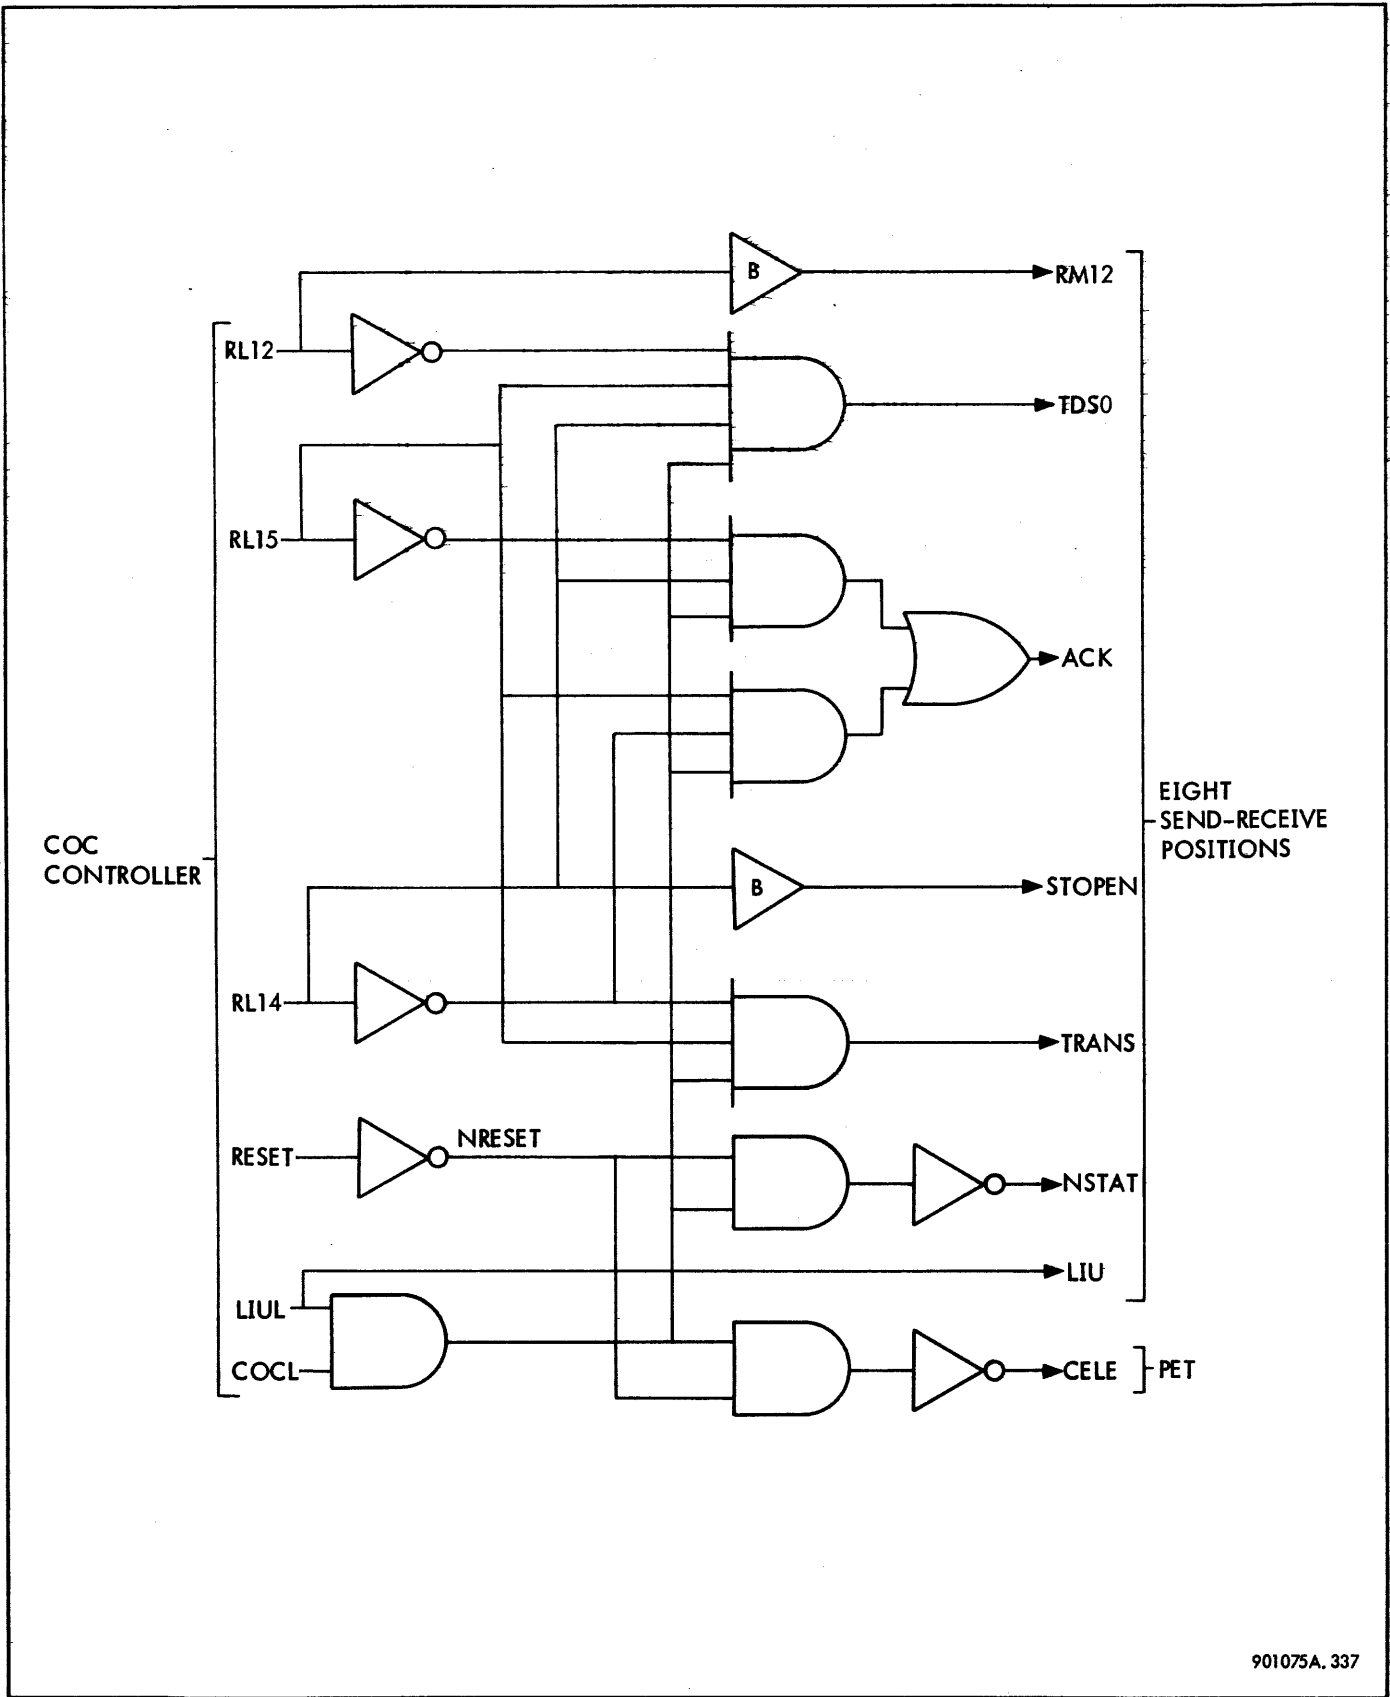 B
RM12
RL12
TDS0
RL15
ACK
EIGHT
SEND-RECEIVE
POSITIONS
COC
CONTROLLER
B
STOPEN
RL14
TRANS
RESET
NRESET
NSTAT
LIU
LIUL
COCL
CELE
PET
901075A. 337